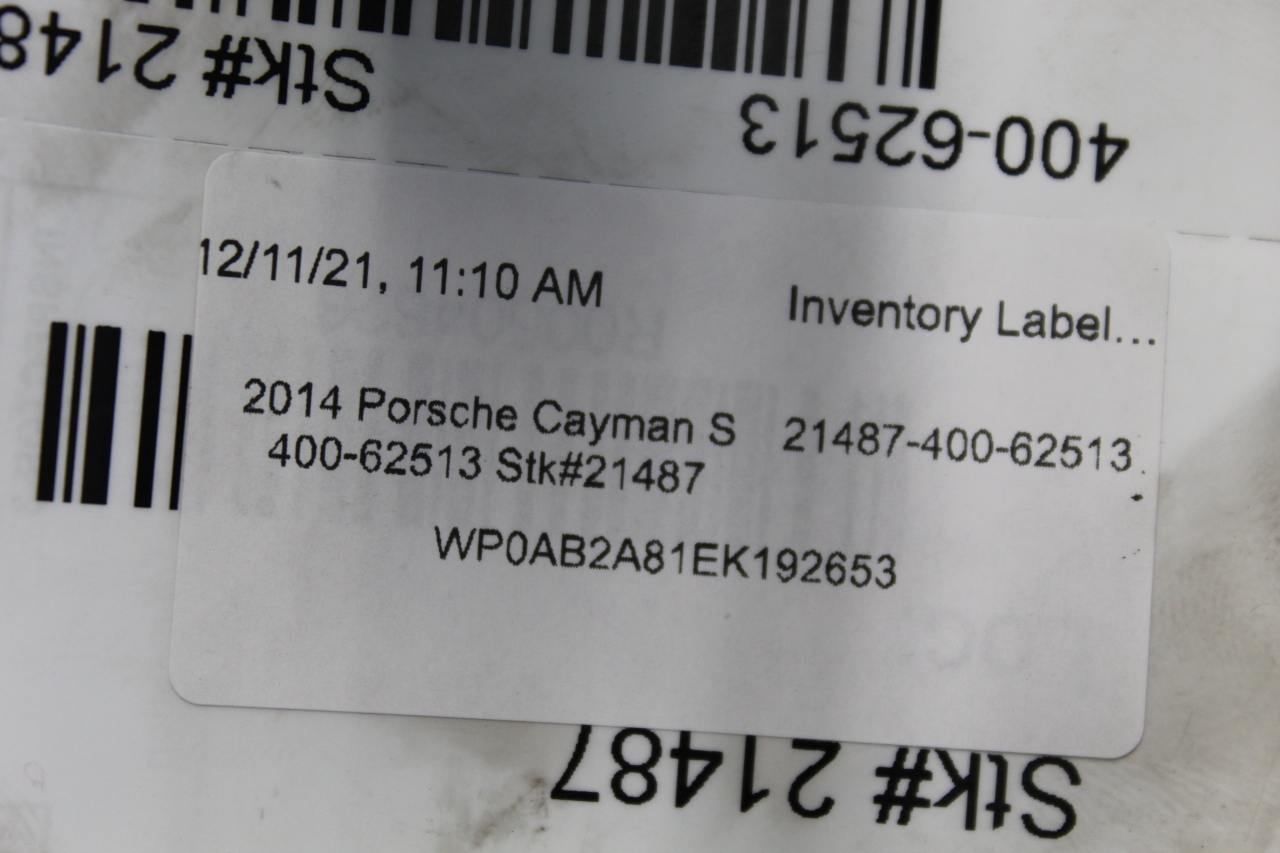 Stk# 2148
400-62513
12/11/21, 11:10 AM Inventory Label...
2014 Porsche Cayman S 21487-400-62513.
400-62513 Stk#21487
WP0AB2A81EK192653
Stk# 21487